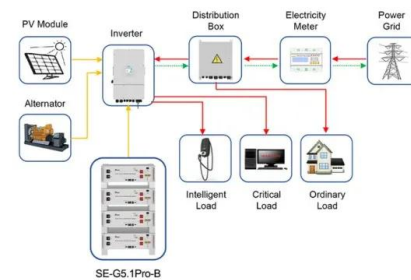 PV Module
Inverter
Distribution
Box
Electricity
Meter
Power
Grid
Alternator
Intelligent
Load
Critical
Load
Ordinary
Load
SE-G5.1Pro-B